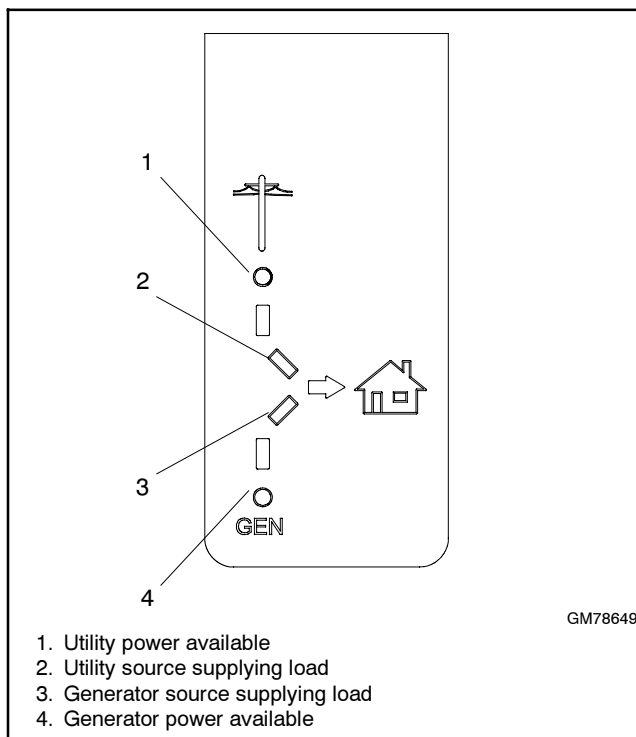 1
2
3
GEN
4
GM78649
1. Utility power available
2. Utility source supplying load
3. Generator source supplying load
4. Generator power available